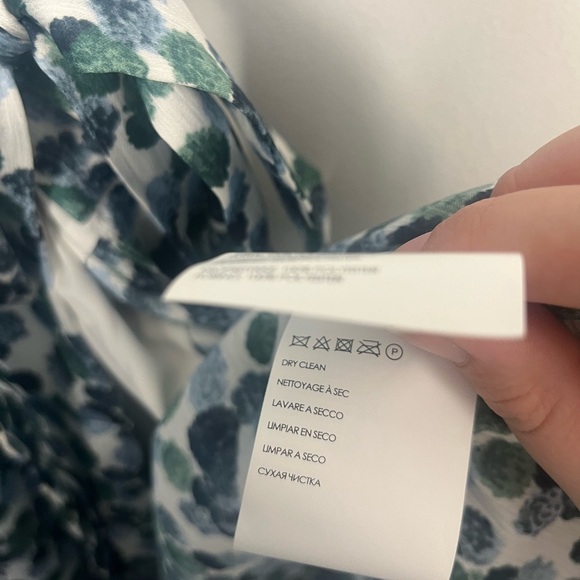 P
DRY CLEAN
NETTOYAGE À SEC
LAVARE A SECCO
LIMPIAR EN SECO
LIMPAR A SECO
СУХАЯ ЧИСТКА